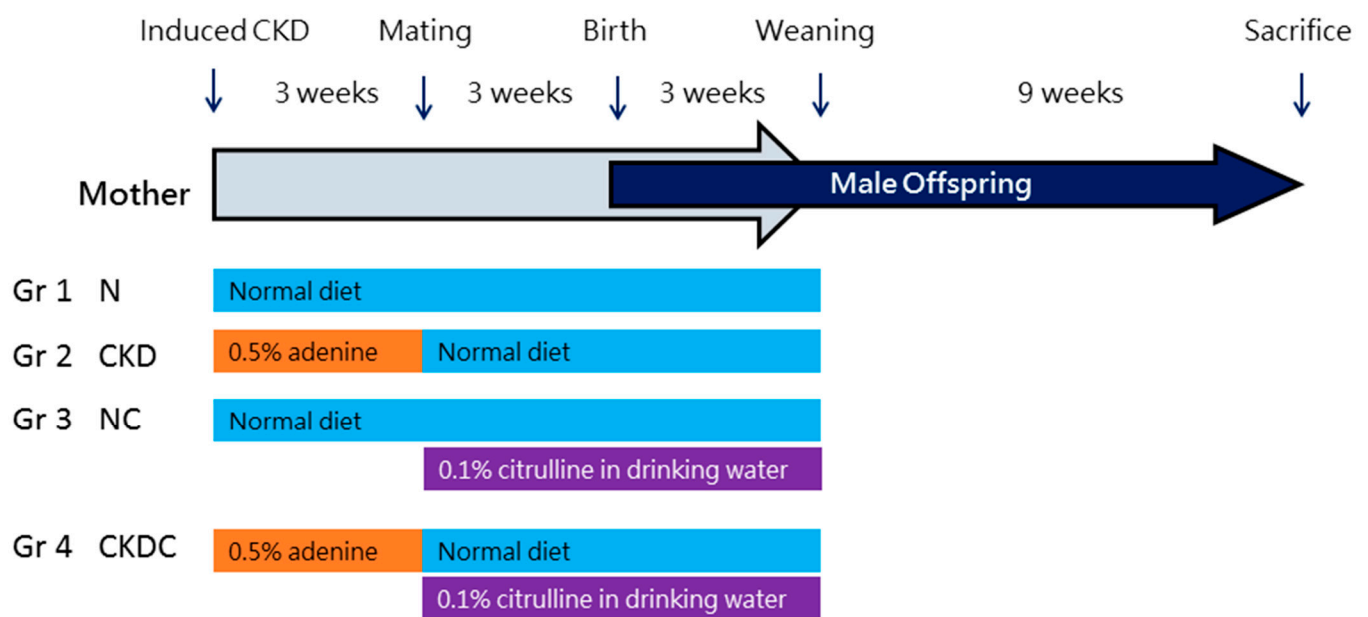 Induced CKD Mating Birth Weaning Sacrifice
3 weeks 3 weeks 3 weeks 9 weeks
Mother Male Offspring
Gr 1 N Normal diet
Gr 2 CKD 0.5% adenine Normal diet
Gr 3 NC Normal diet
0.1% citrulline in drinking water
Gr 4 CKDC 0.5% adenine Normal diet
0.1% citrulline in drinking water